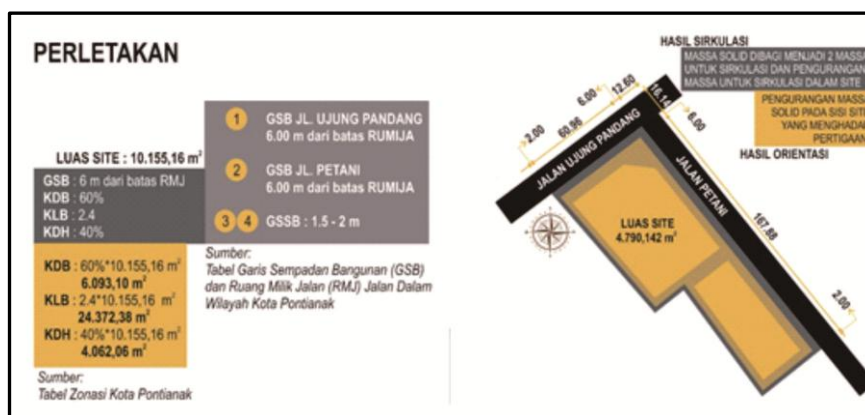 PERLETAKAN
LUAS SITE : 10.155,16 m²
GSB : 6 m dari batas RMJ
KDB : 60%
KLB : 2.4
KDH : 40%
KDB : 60%*10.155,16 m²
6.093,10 m²
KLB : 2.4*10.155,16 m²
24.372,38 m²
KDH : 40%*10.155,16 m²
4.062,06 m²
Sumber:
Tabel Zonasi Kota Pontianak
1 GSB JL. UJUNG PANDANG
6.00 m dari batas RUMIJA
2 GSB JL. PETANI
6.00 m dari batas RUMIJA
3 4 GSSB : 1.5 - 2 m
Sumber:
Tabel Garis Sempadan Bangunan (GSB)
dan Ruang Milik Jalan (RMJ) Jalan Dalam
Wilayah Kota Pontianak
HASIL SIRKULASI
MASSA SOLID DIBAGI MENJADI 2 MASSA
UNTUK SIRKULASI DAN PENGURANGAN
MASSA UNTUK SIRKULASI DALAM SITE
PENGURANGAN MASSA
SOLID PADA SISI SITE
YANG MENGHADAP
PERTIGAAN
HASIL ORIENTASI
2.00
60.96
6.00
12.60
16.14
6.00
JALAN UJUNG PANDANG
JALAN PETANI
167.88
2.00
LUAS SITE
4.790,142 m²